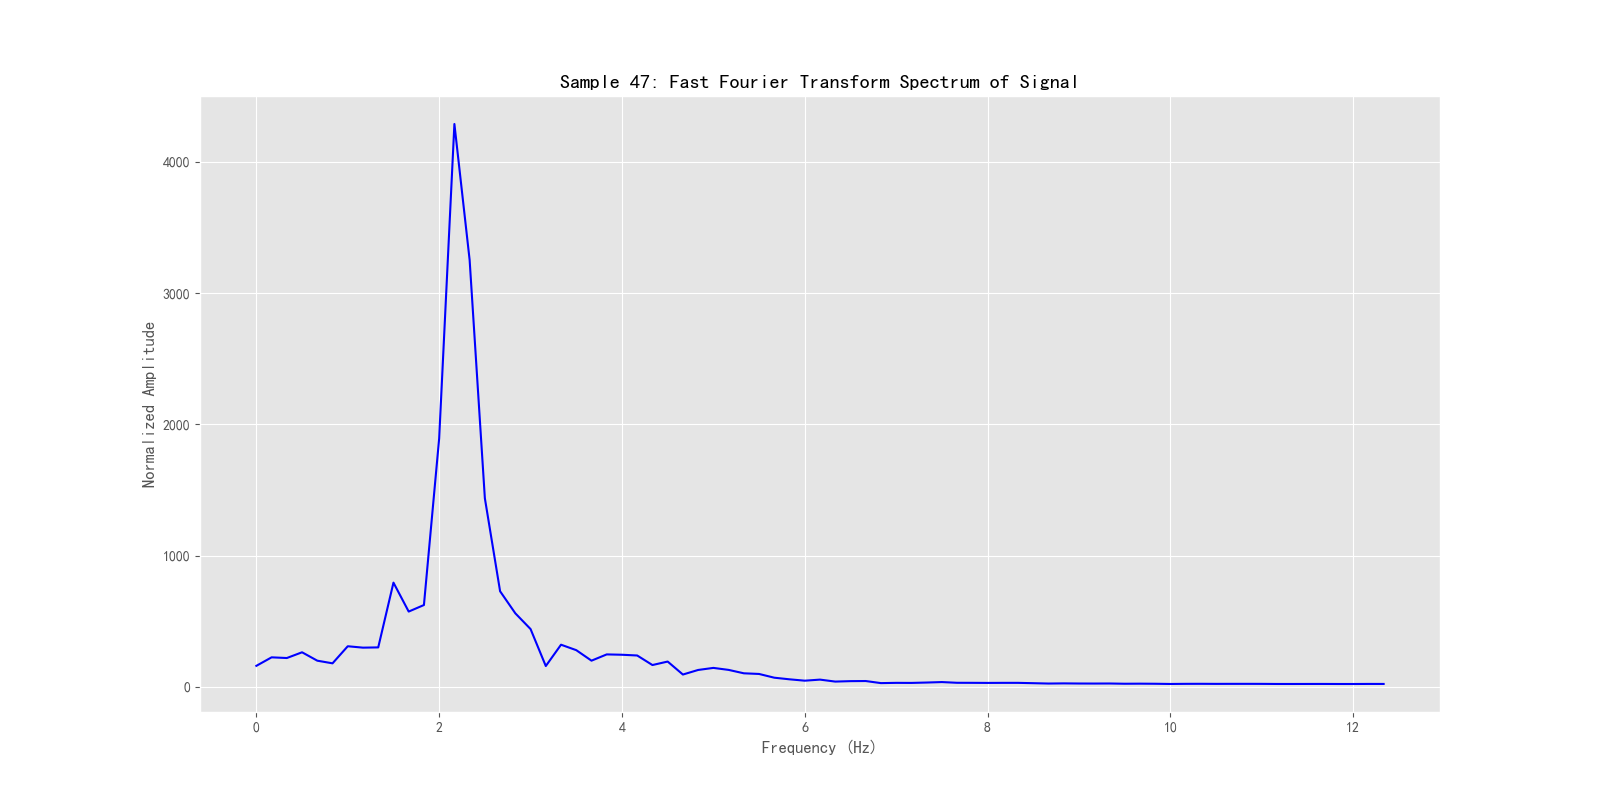 Sample 47: Fast Fourier Transform Spectrum of Signal
Normalized Amplitude
4000
3000
2000
1000
0
0 2 4 6 8 10 12
Frequency (Hz)